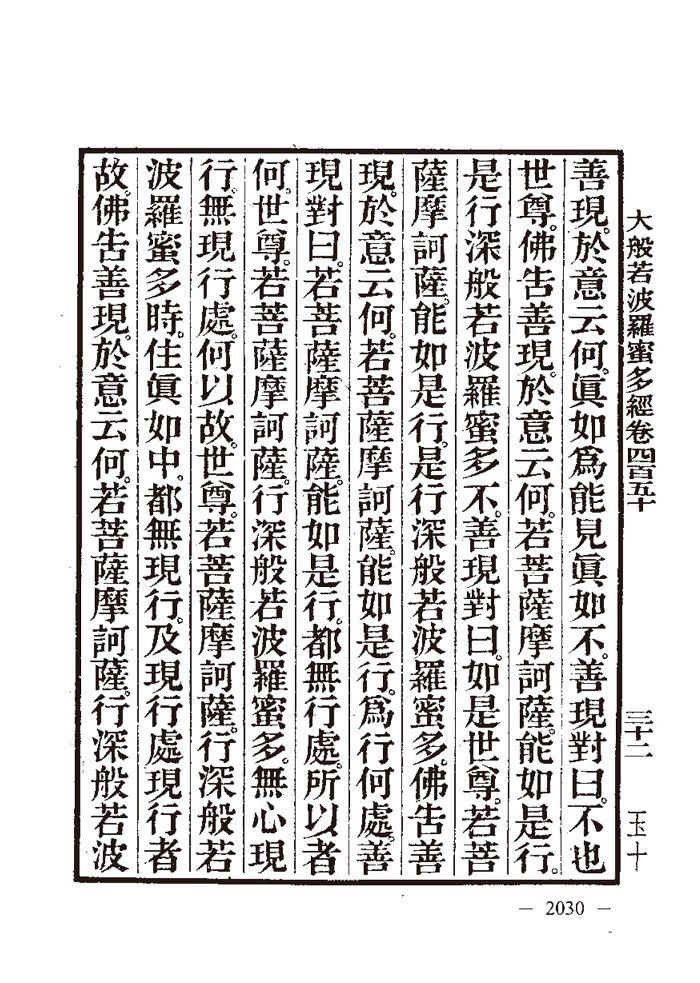 大般若波羅蜜多經卷四百五十
三十二
玉十
善現。於意云何。眞如爲能見眞如不。善現對曰。不也
世尊。佛告善現。於意云何。若菩薩摩訶薩。能如是行。
是行深般若波羅蜜多不。善現對曰。如是世尊。若菩
薩摩訶薩。能如是行。是行深般若波羅蜜多。佛告善
現。於意云何。若菩薩摩訶薩。能如是行。爲行何處。善
現對曰。若菩薩摩訶薩。能如是行。都無行處。所以者
何。世尊。若菩薩摩訶薩。行深般若波羅蜜多。無心現
行。無現行處。何以故。世尊。若菩薩摩訶薩。行深般若
波羅蜜多時。住眞如中。都無現行。及現行處現行者
故。佛告善現。於意云何。若菩薩摩訶薩。行深般若波
— 2030 —